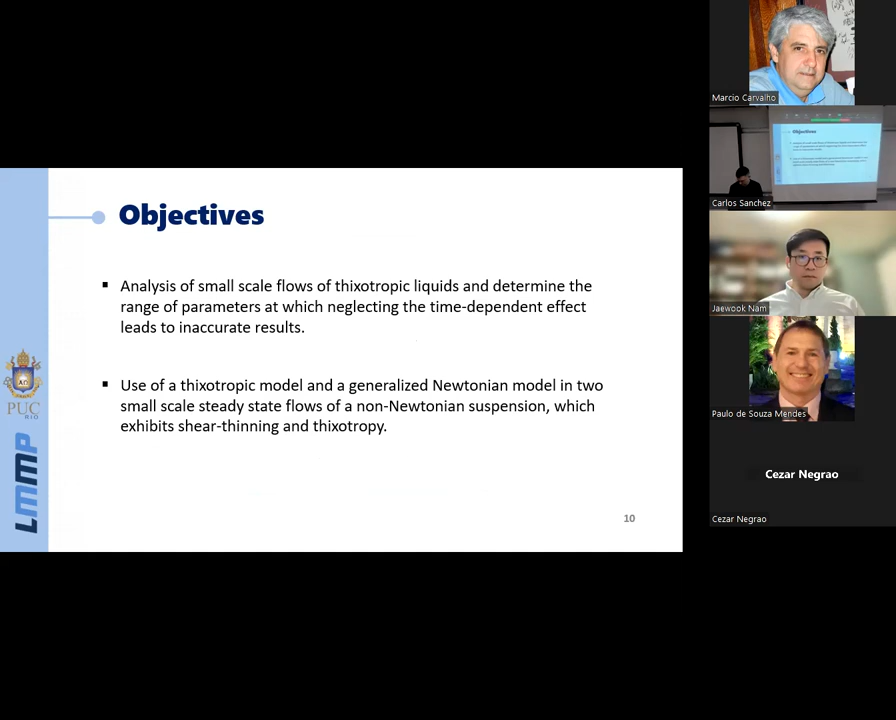 Objectives
▪ Analysis of small scale flows of thixotropic liquids and determine the
range of parameters at which neglecting the time-dependent effect
leads to inaccurate results.
▪ Use of a thixotropic model and a generalized Newtonian model in two
small scale steady state flows of a non-Newtonian suspension, which
exhibits shear-thinning and thixotropy.
10
PUC
RIO
LMMP
Marcio Carvalho
Objectives
Carlos Sanchez
Jaewook Nam
Paulo de Souza Mendes
Cezar Negrao
Cezar Negrao